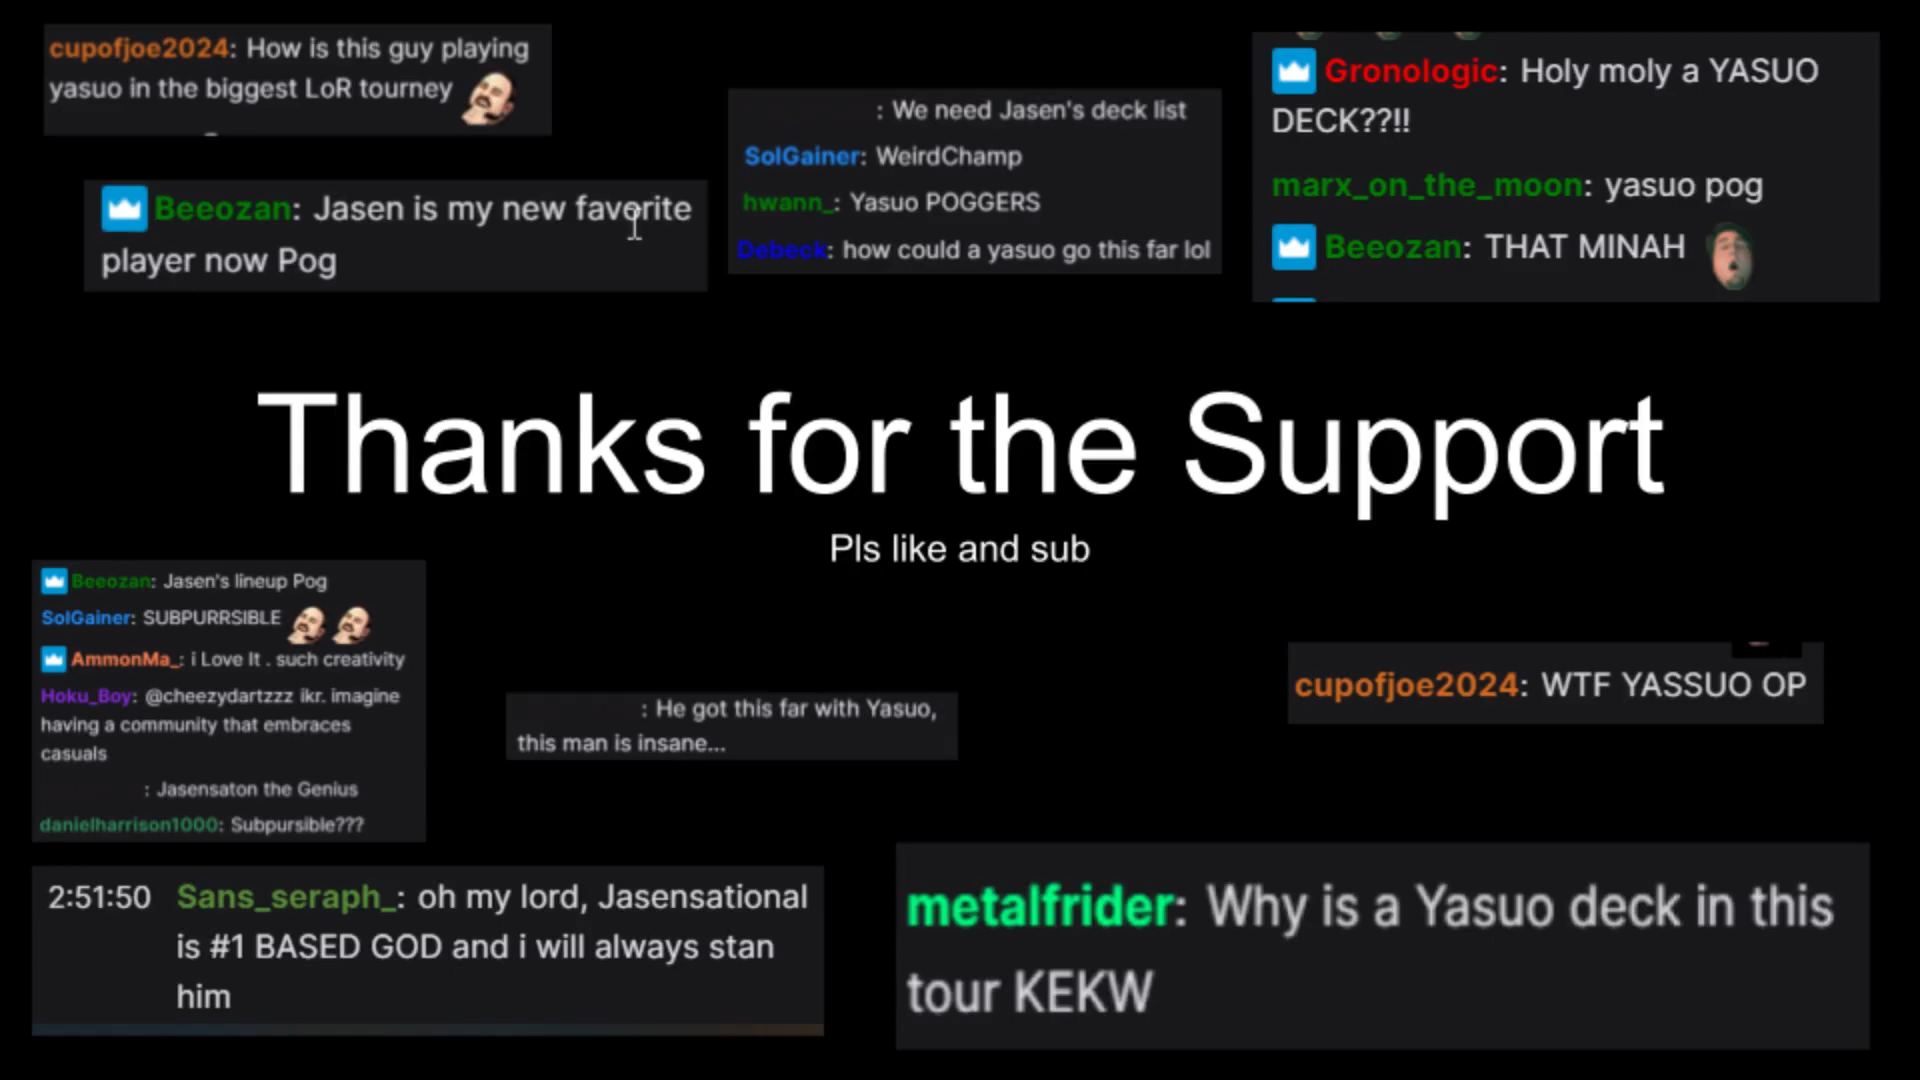 cupofjoe2024: How is this guy playing
yasuo in the biggest LoR tourney
Beeozan: Jasen is my new favorite
player now Pog
: We need Jasen's deck list
SolGainer: WeirdChamp
hwann_: Yasuo POGGERS
Debeck: how could a yasuo go this far lol
Gronologic: Holy moly a YASUO
DECK??!!
marx_on_the_moon: yasuo pog
Beeozan: THAT MINAH
Thanks for the Support
Pls like and sub
Beeozan: Jasen's lineup Pog
SolGainer: SUBPURRSIBLE
AmmonMa_: i Love It . such creativity
Hoku_Boy: @cheezydartzzz ikr. imagine
having a community that embraces
casuals
: Jasensaton the Genius
danielharrison1000: Subpursible???
: He got this far with Yasuo,
this man is insane...
cupofjoe2024: WTF YASSUO OP
2:51:50 Sans_seraph_: oh my lord, Jasensational
is #1 BASED GOD and i will always stan
him
metalfrider: Why is a Yasuo deck in this
tour KEKW